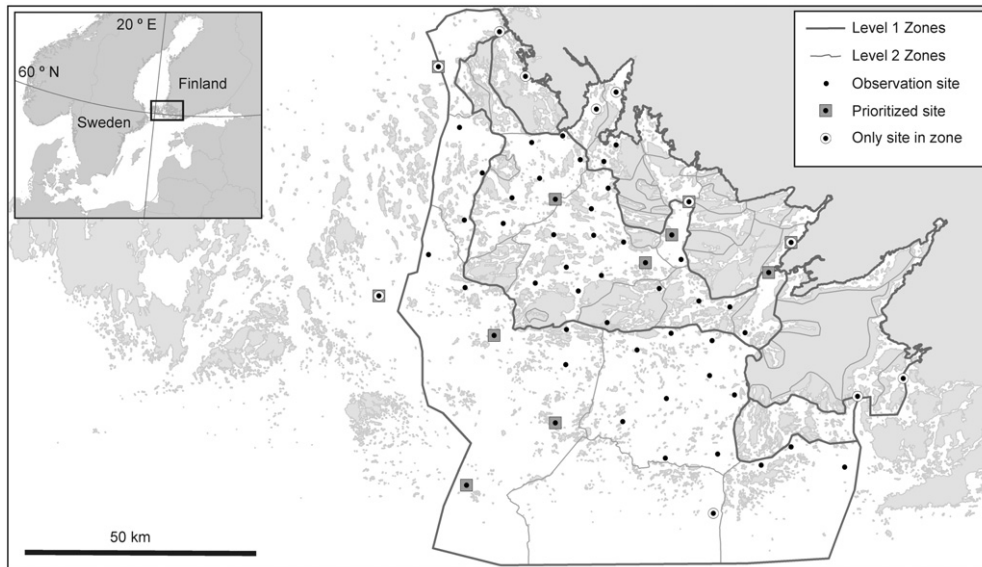 20 º E
60 º N
Finland
Sweden
Level 1 Zones
Level 2 Zones
Observation site
Prioritized site
Only site in zone
50 km